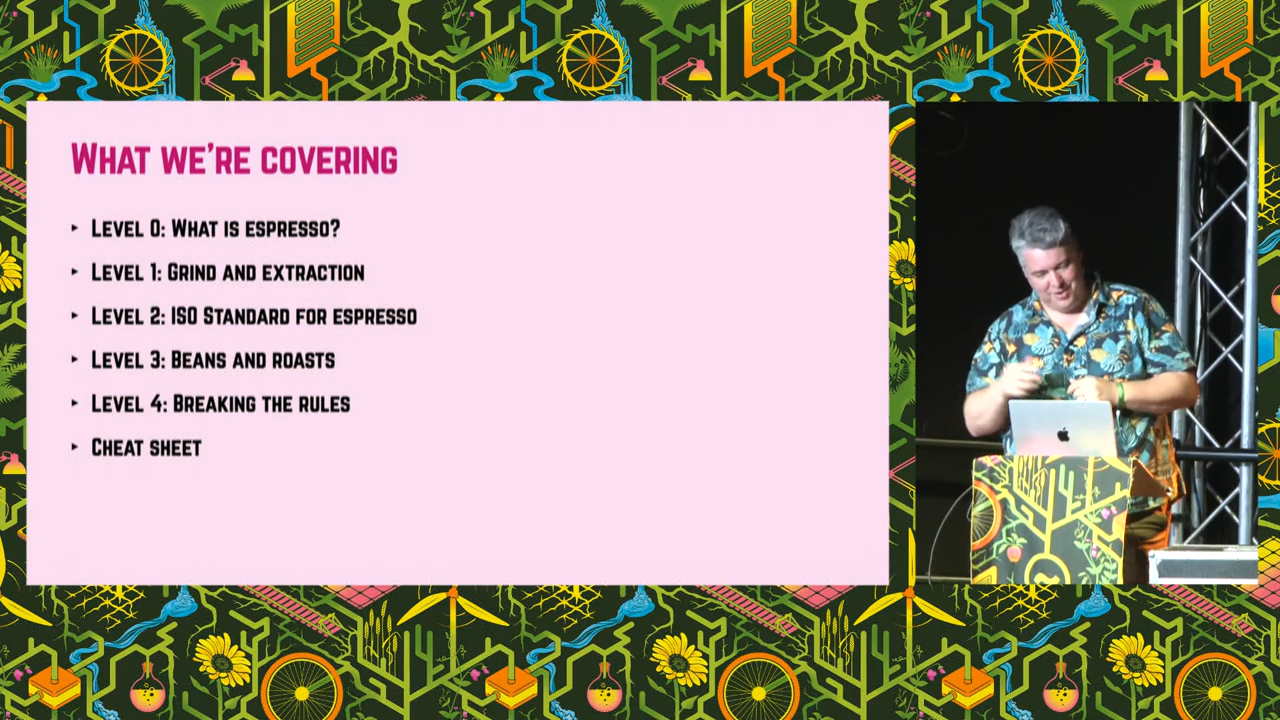 What we're covering
‣ Level 0: What is espresso?
‣ Level 1: Grind and extraction
‣ Level 2: ISO Standard for espresso
‣ Level 3: Beans and roasts
‣ Level 4: Breaking the rules
‣ Cheat sheet